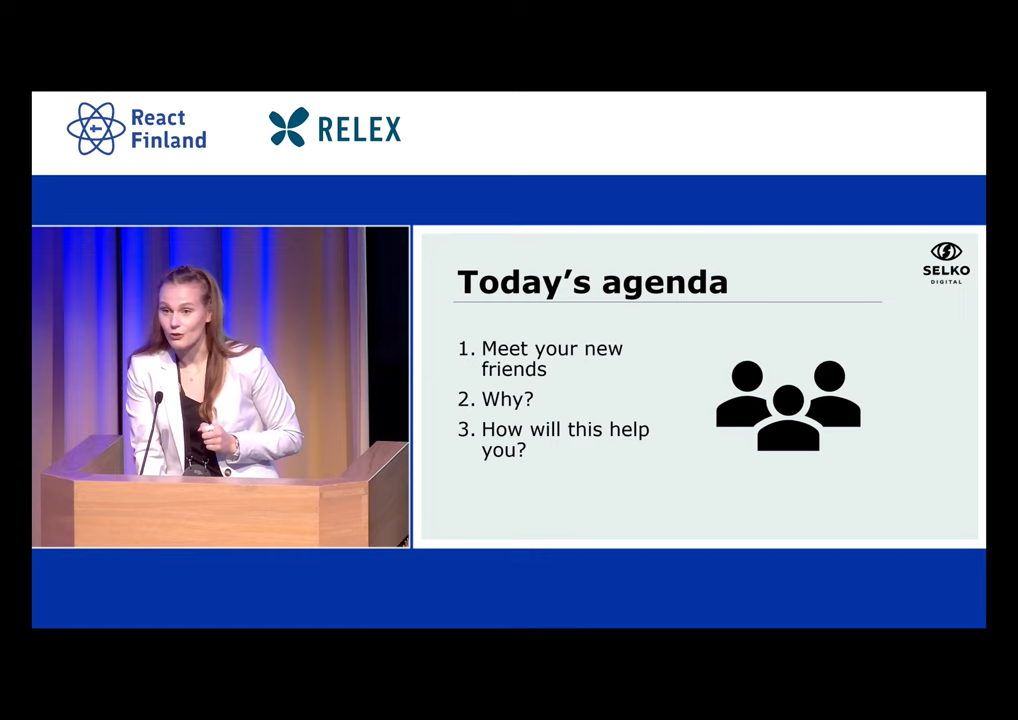 React
Finland
RELEX
SELKO
DIGITAL
Today’s agenda
1. Meet your new
friends
2. Why?
3. How will this help
you?